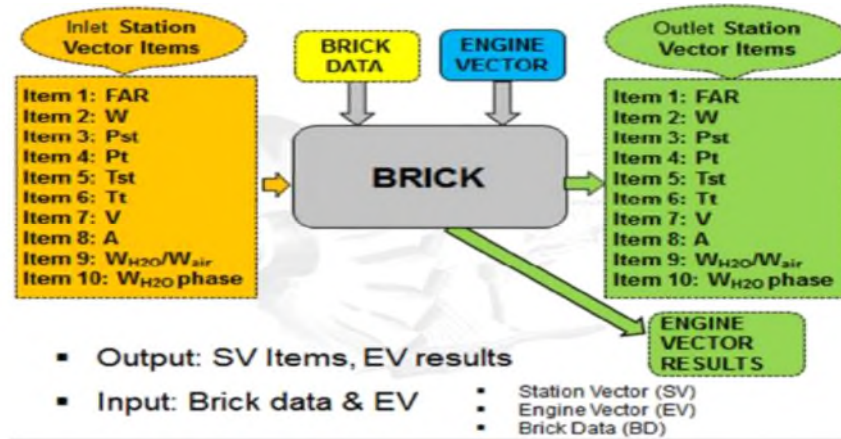 Inlet Station
Vector Items
BRICK
DATA
ENGINE
VECTOR
Outlet Station
Vector Items
Item 1: FAR
Item 2: W
Item 3: Pst
Item 4: Pt
Item 5: Tst
Item 6: Tt
Item 7: V
Item 8: A
Item 9: WH2O/Wair
Item 10: WH2O phase
BRICK
Item 1: FAR
Item 2: W
Item 3: Pst
Item 4: Pt
Item 5: Tst
Item 6: Tt
Item 7: V
Item 8: A
Item 9: WH2O/Wair
Item 10: WH2O phase
ENGINE
VECTOR
RESULTS
▪ Output: SV Items, EV results
▪ Input: Brick data & EV
▪ Station Vector (SV)
▪ Engine Vector (EV)
▪ Brick Data (BD)